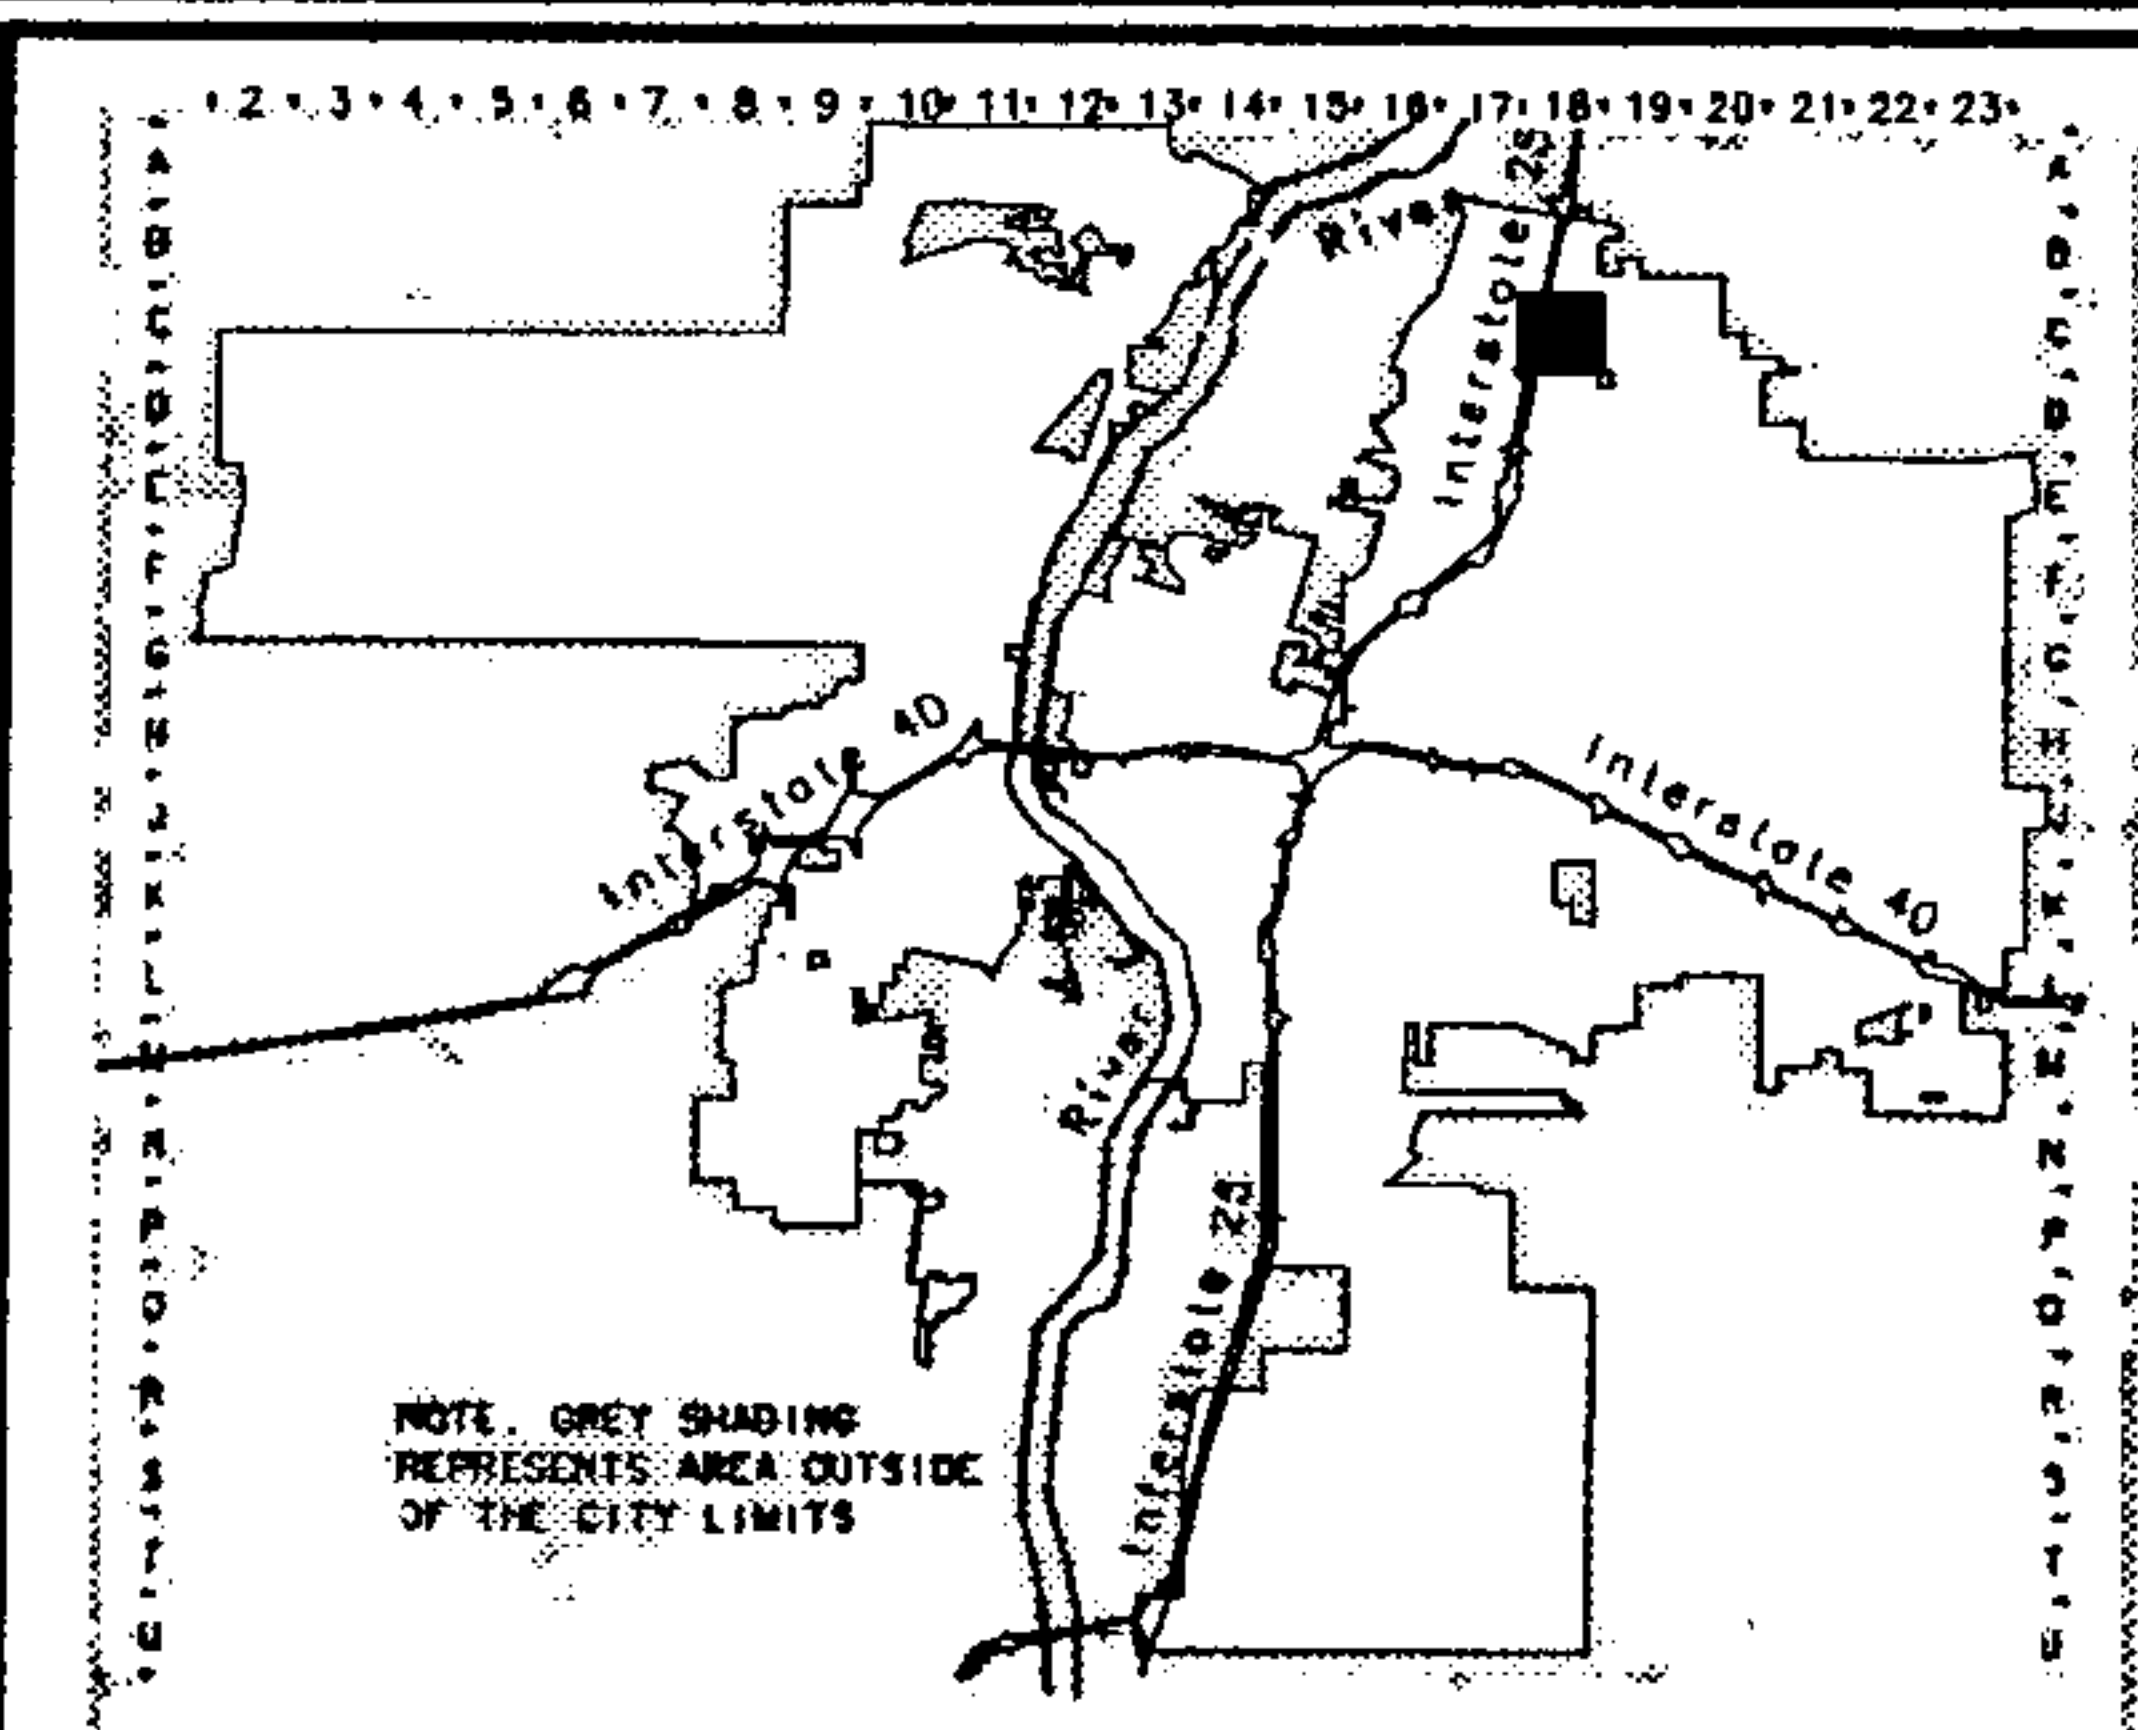 2 3 4 5 6 7 8 9 10 11 12 13 14 15 16 17 18 19 20 21 22 23
A A
B B
C C
D D
E E
F F
G G
H H
J J
K K
L L
M M
N N
P P
Q Q
R R
S S
T T
River
Interstate 25
Interstate 40
Interstate 40
River
Interstate 25
NOTE. GREY SHADING
REPRESENTS AREA OUTSIDE
OF THE CITY LIMITS